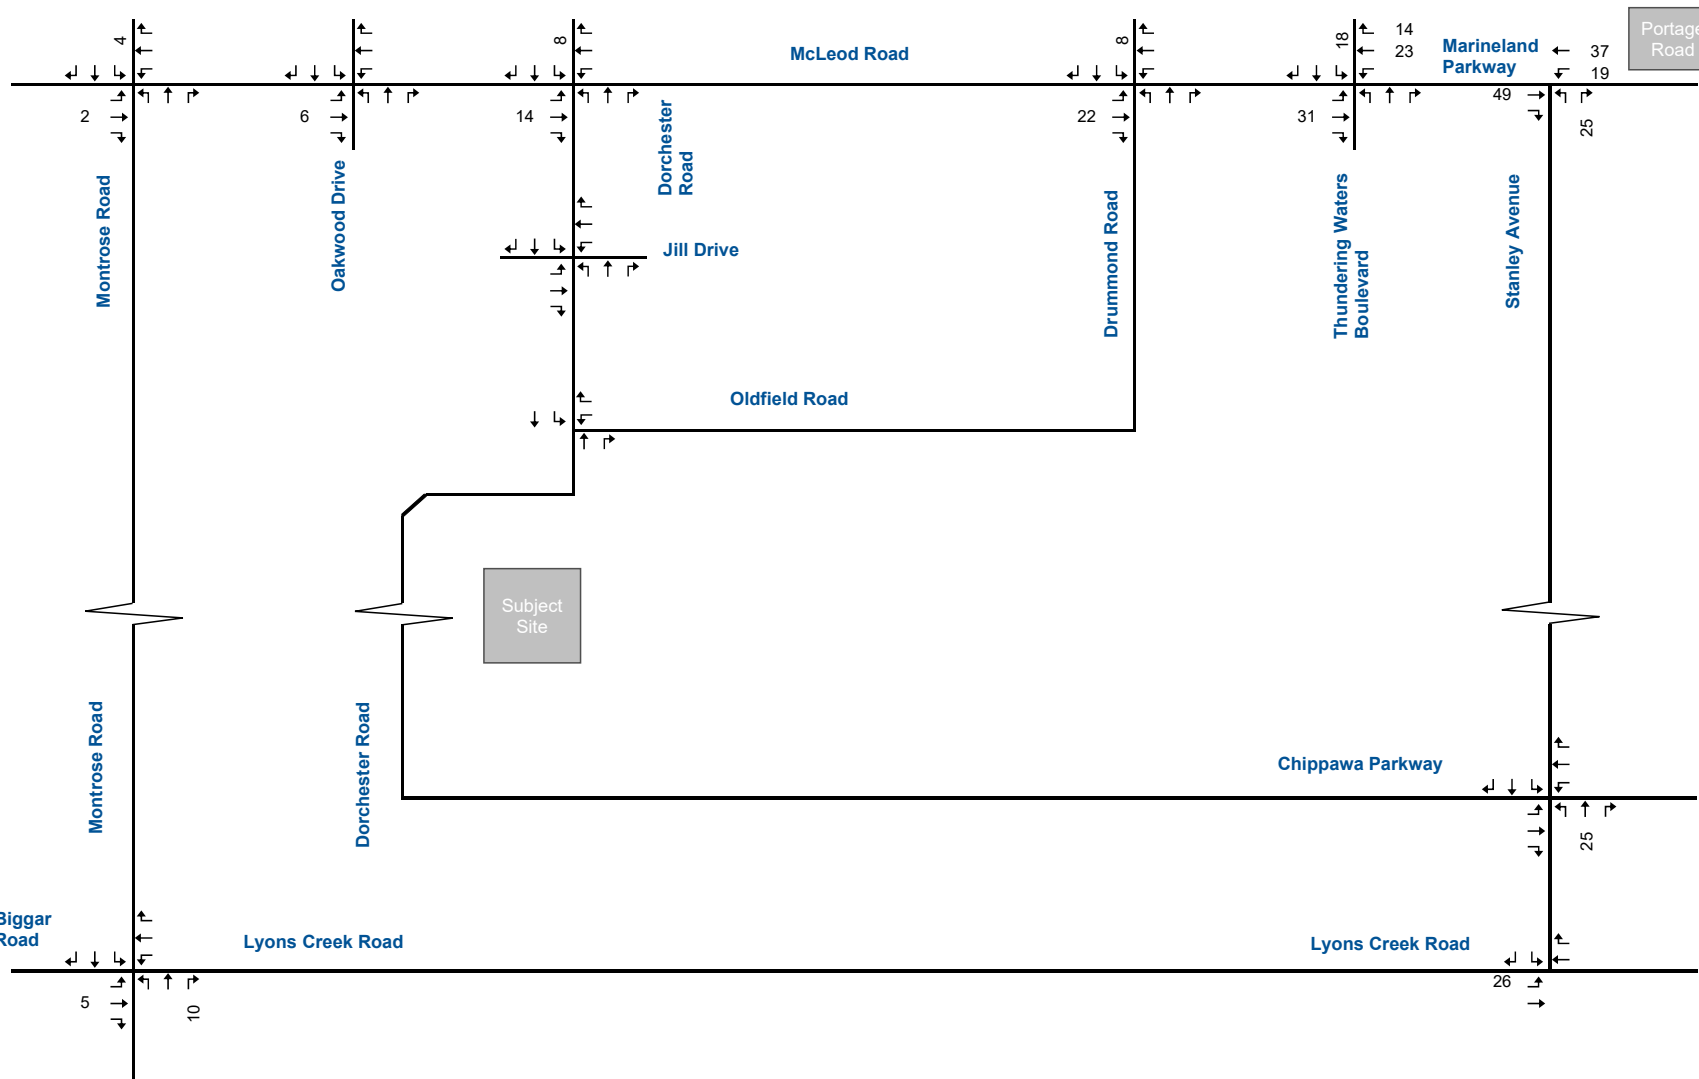 4
8
McLeod Road
8
18
14
23
Marineland
Parkway
37
19
Portage
Road
2
6
14
22
31
49
25
Montrose Road
Oakwood Drive
Dorchester
Road
Jill Drive
Drummond Road
Thundering Waters
Boulevard
Stanley Avenue
Oldfield Road
Subject
Site
Montrose Road
Dorchester Road
Chippawa Parkway
25
Biggar
Road
Lyons Creek Road
Lyons Creek Road
5
10
26